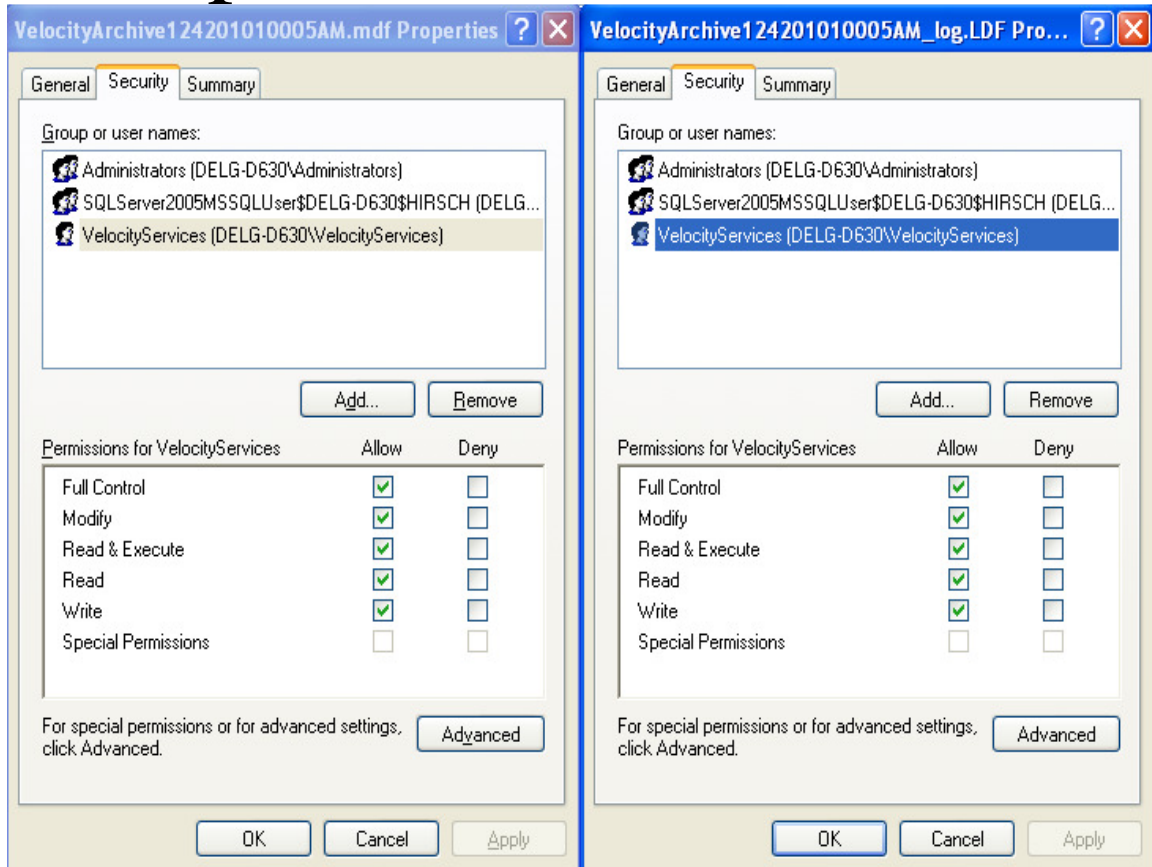 VelocityArchive124201010005AM.mdf Properties
General Security Summary
Group or user names:
Administrators (DELG-D630\Administrators)
SQLServer2005MSSQLUser$DELG-D630$HIRSCH (DELG...
VelocityServices (DELG-D630\VelocityServices)
Add... Remove
Permissions for VelocityServices Allow Deny
Full Control
Modify
Read & Execute
Read
Write
Special Permissions
For special permissions or for advanced settings,
click Advanced.
Advanced
OK Cancel Apply
VelocityArchive124201010005AM_log.LDF Pro...
General Security Summary
Group or user names:
Administrators (DELG-D630\Administrators)
SQLServer2005MSSQLUser$DELG-D630$HIRSCH (DELG...
VelocityServices (DELG-D630\VelocityServices)
Add... Remove
Permissions for VelocityServices Allow Deny
Full Control
Modify
Read & Execute
Read
Write
Special Permissions
For special permissions or for advanced settings,
click Advanced.
Advanced
OK Cancel Apply